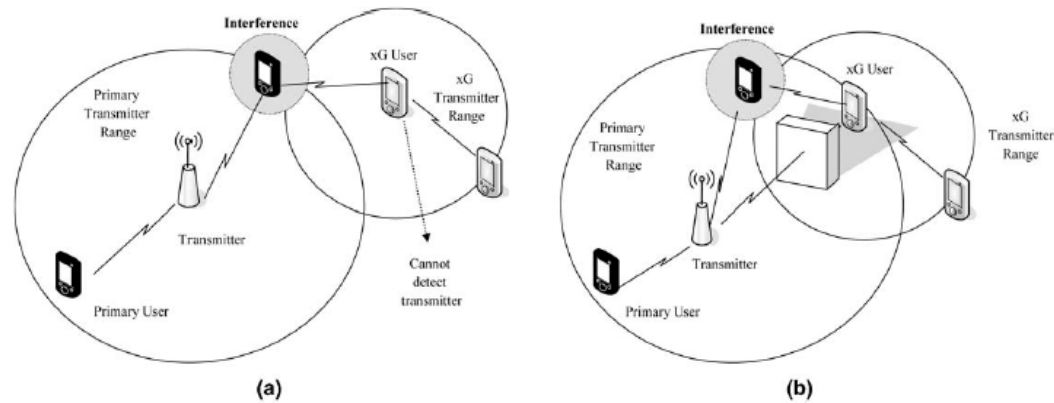 Interference
xG User
Primary
Transmitter
Range
xG
Transmitter
Range
Transmitter
Cannot
detect
transmitter
Primary User
(a)
Interference
xG User
Primary
Transmitter
Range
xG
Transmitter
Range
Transmitter
Primary User
(b)